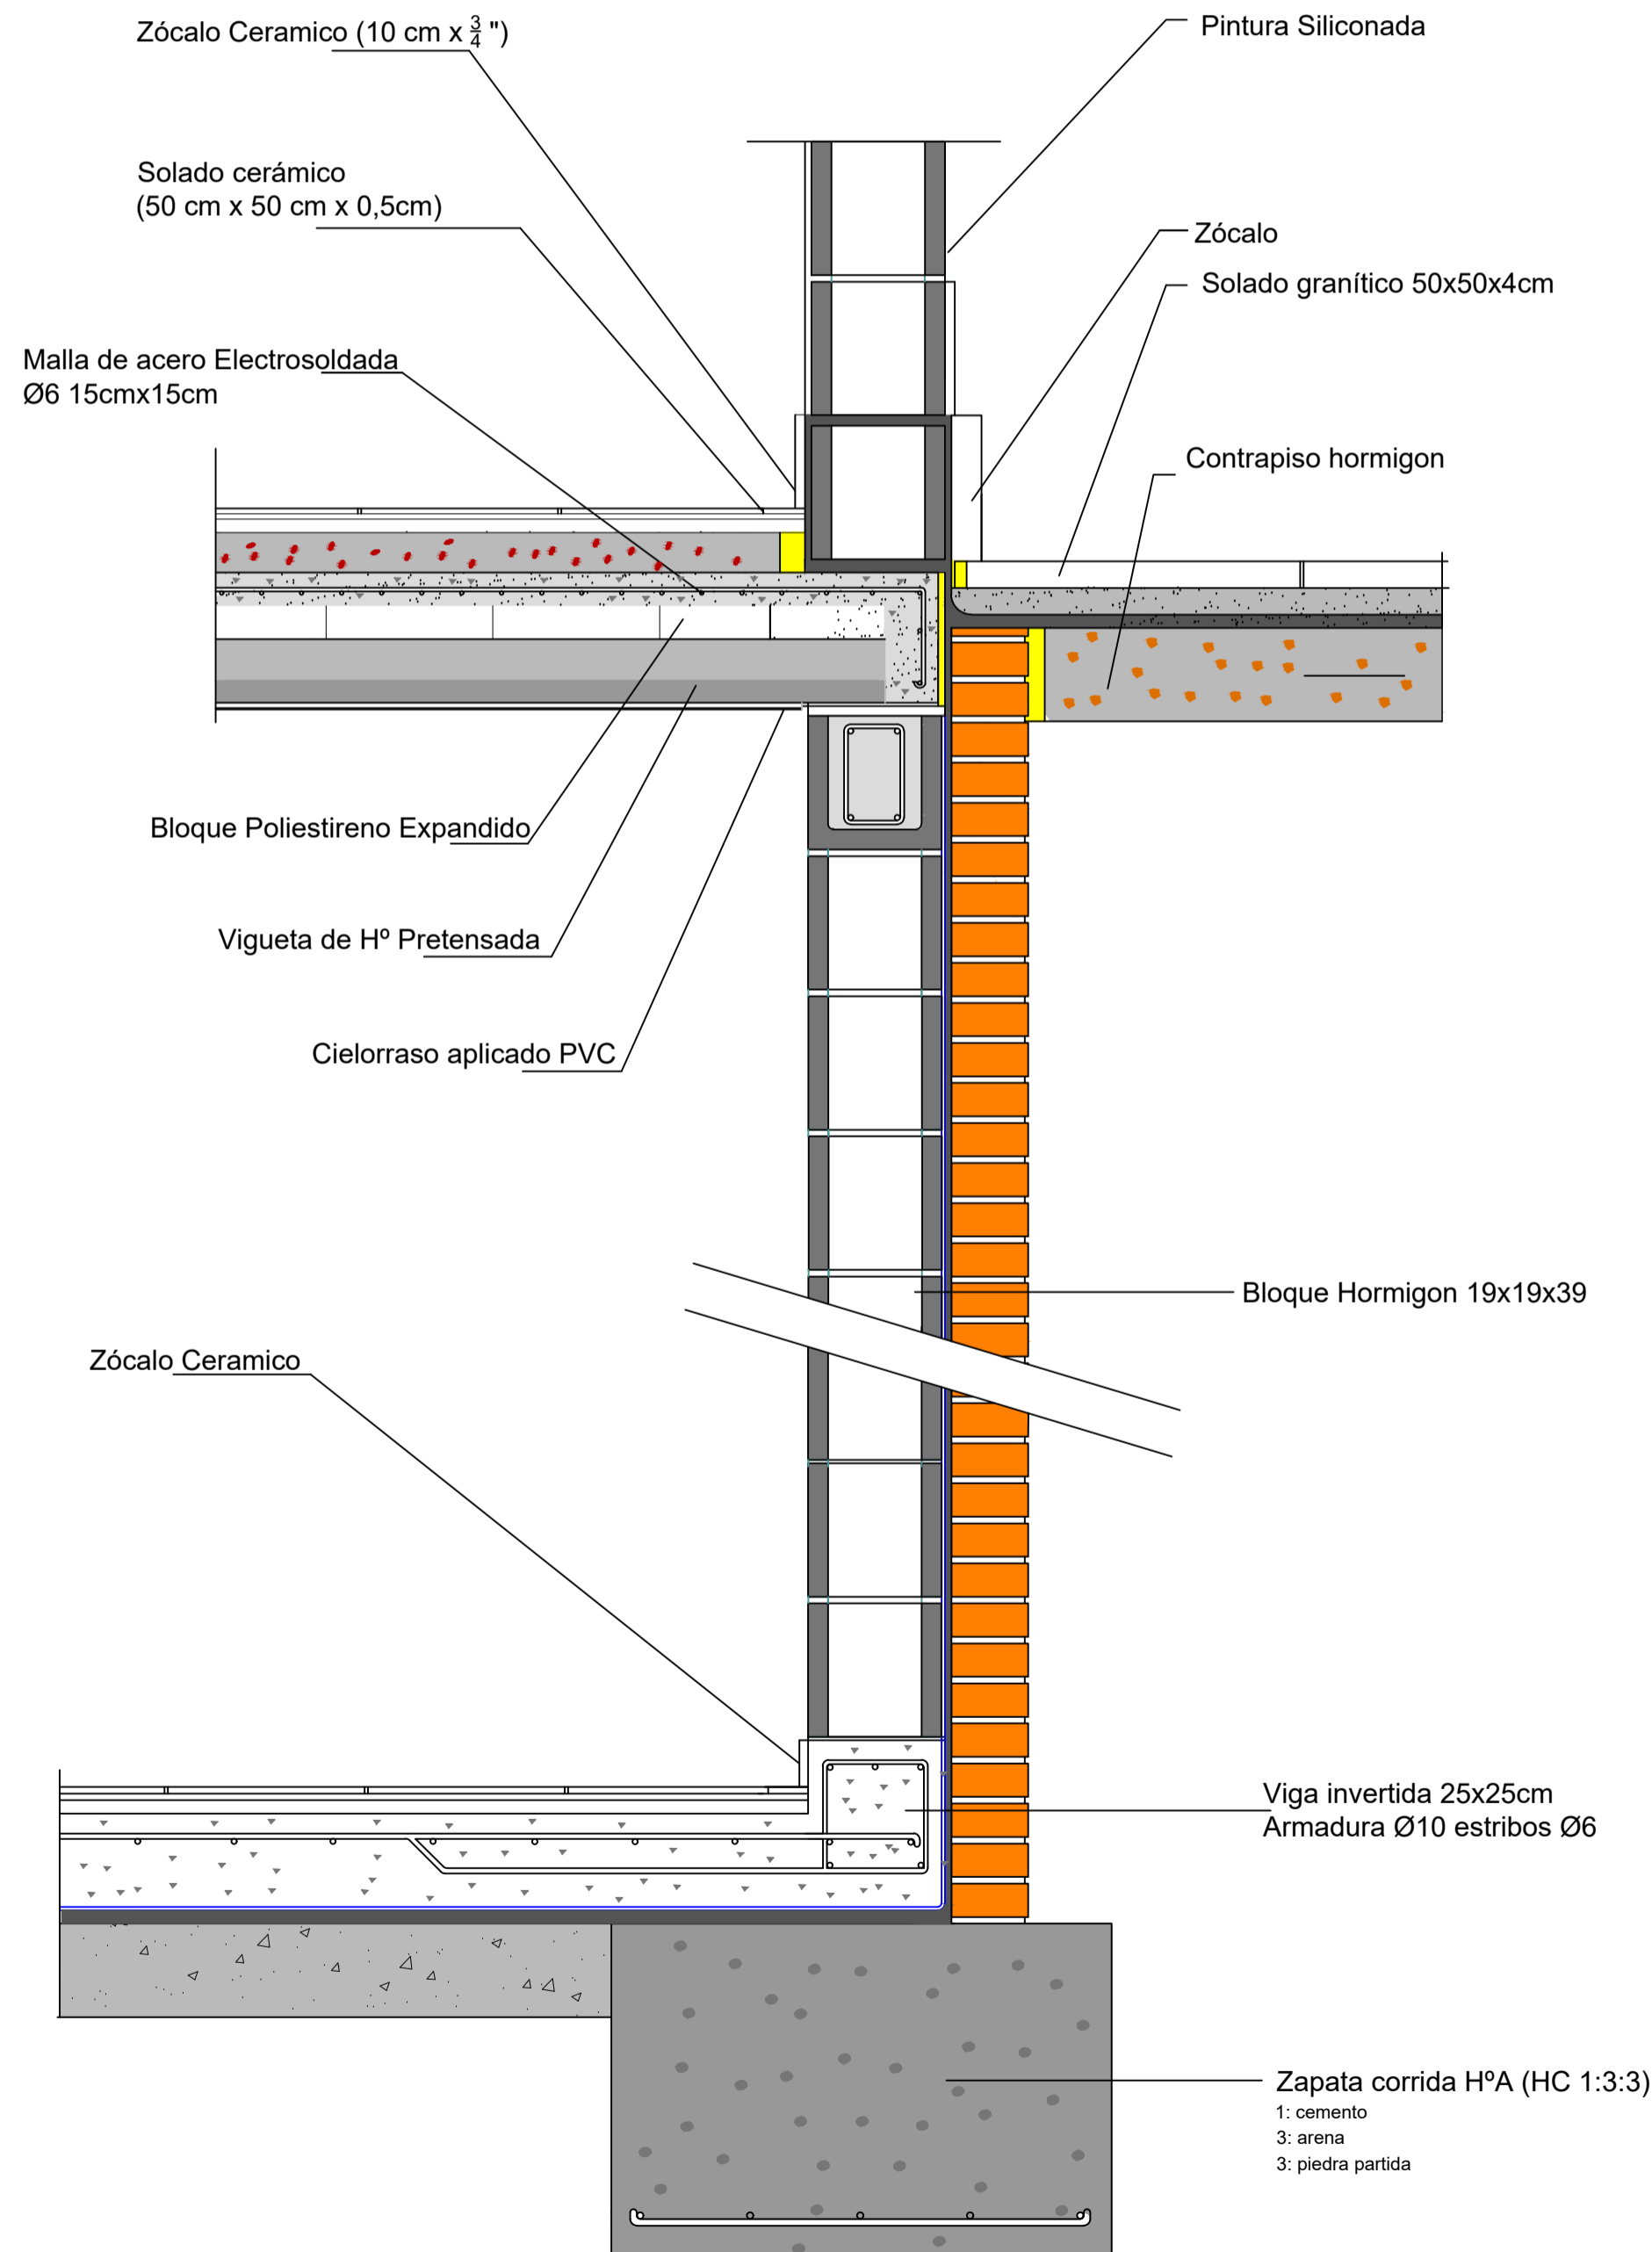 Zócalo Ceramico (10 cm x 3/4 ")
Pintura Siliconada
Solado cerámico
(50 cm x 50 cm x 0,5cm)
Zócalo
Solado granítico 50x50x4cm
Malla de acero Electrosoldada
Ø6 15cmx15cm
Contrapiso hormigon
Bloque Poliestireno Expandido
Vigueta de Hº Pretensada
Cielorraso aplicado PVC
Bloque Hormigon 19x19x39
Zócalo Ceramico
Viga invertida 25x25cm
Armadura Ø10 estribos Ø6
Zapata corrida HºA (HC 1:3:3)
1: cemento
3: arena
3: piedra partida